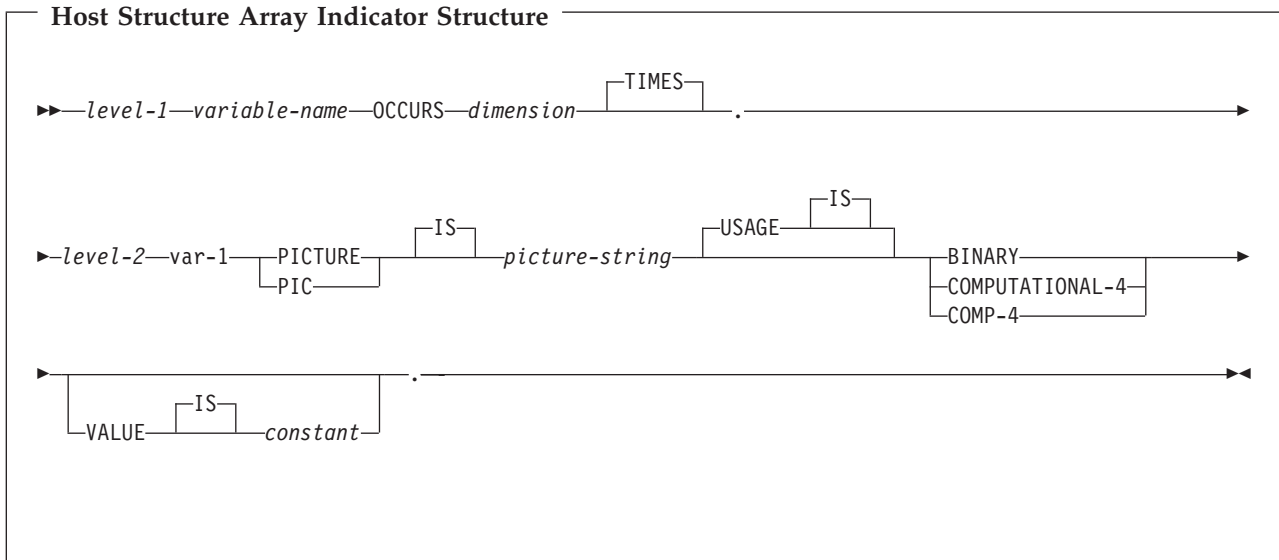 Host Structure Array Indicator Structure
TIMES
level-1 variable-name OCCURS dimension .
IS
IS USAGE
level-2 var-1 PICTURE picture-string BINARY
PIC COMPUTATIONAL-4
COMP-4
.
IS
VALUE constant